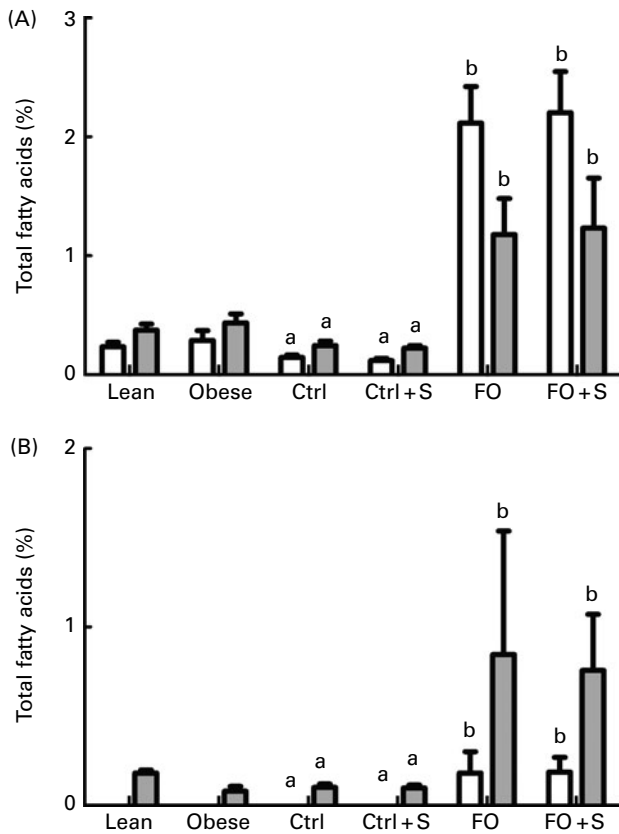 (A)
Total fatty acids (%)
3
2
1
0
a a a a b b b b
Lean Obese Ctrl Ctrl + S FO FO + S
(B)
Total fatty acids (%)
2
1
0
a a a a b b b b
Lean Obese Ctrl Ctrl + S FO FO + S